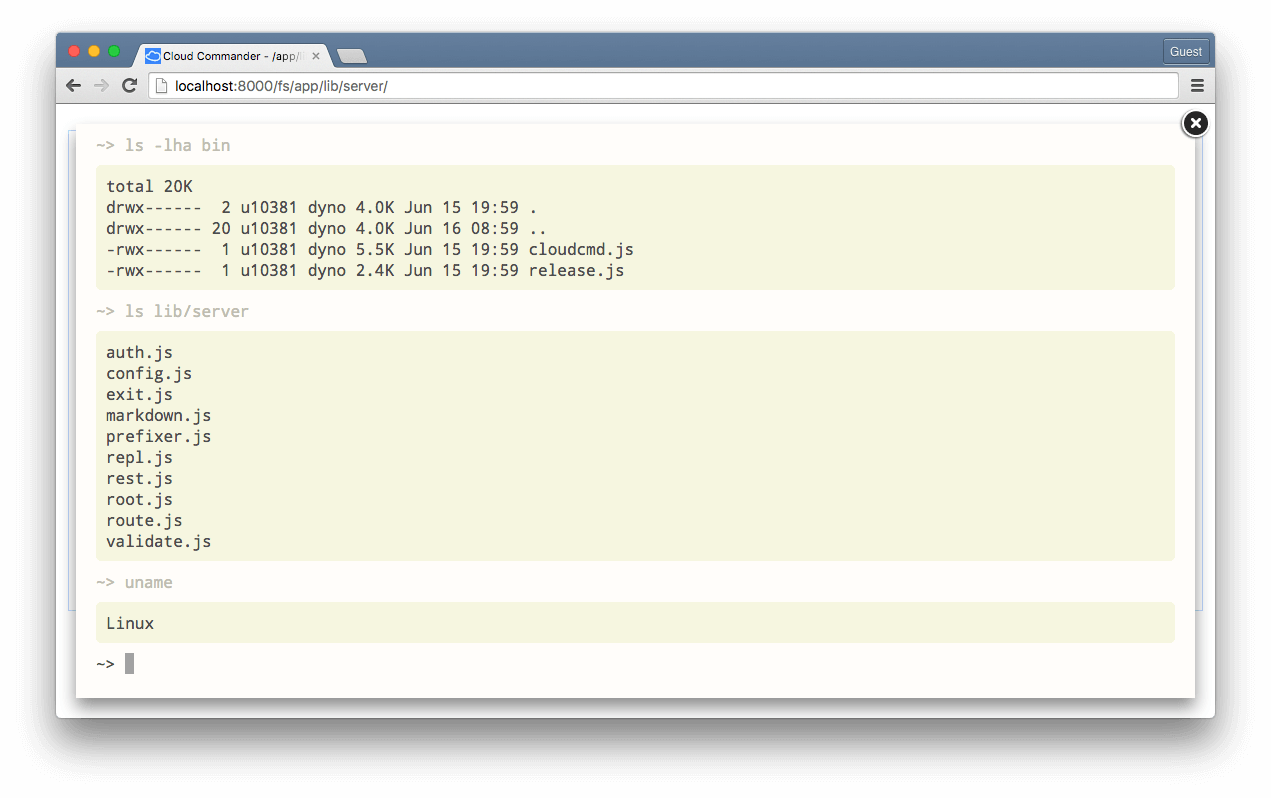 Cloud Commander - /app/li
Guest
localhost:8000/fs/app/lib/server/
~> ls -lha bin
total 20K
drwx------  2 u10381 dyno 4.0K Jun 15 19:59 .
drwx------ 20 u10381 dyno 4.0K Jun 16 08:59 ..
-rwx------  1 u10381 dyno 5.5K Jun 15 19:59 cloudcmd.js
-rwx------  1 u10381 dyno 2.4K Jun 15 19:59 release.js
~> ls lib/server
auth.js
config.js
exit.js
markdown.js
prefixer.js
repl.js
rest.js
root.js
route.js
validate.js
~> uname
Linux
~>